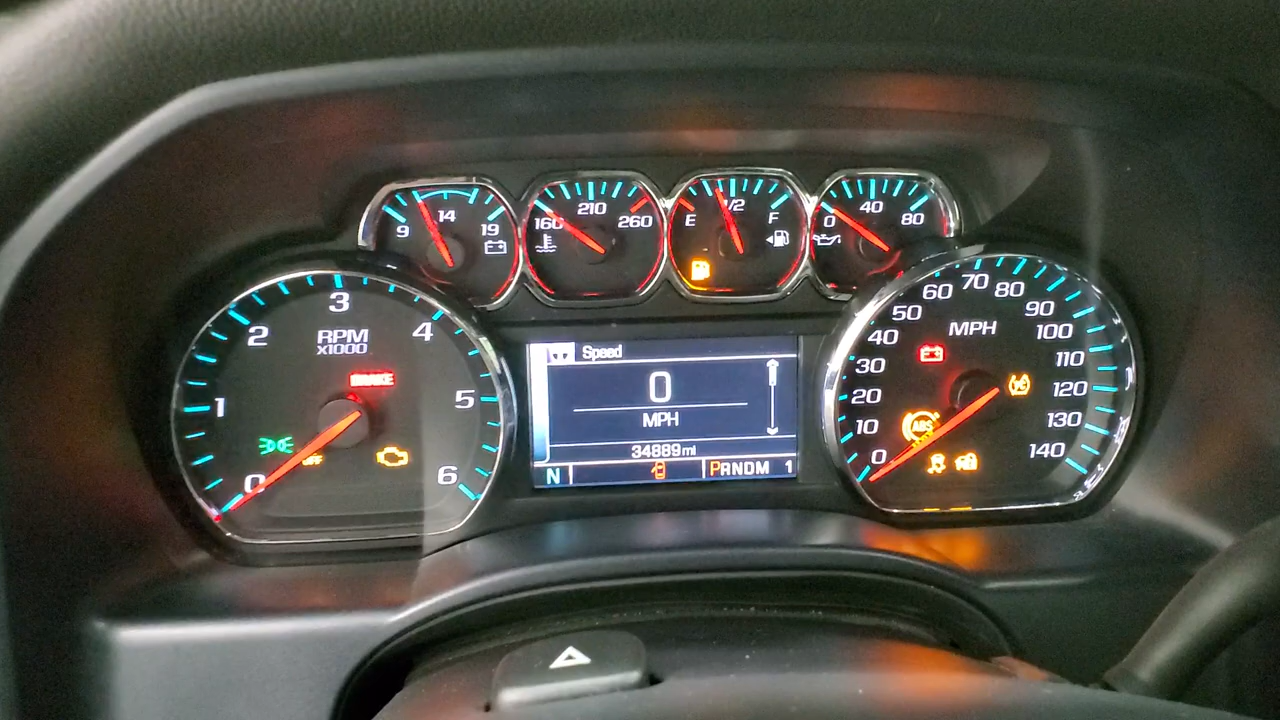 9 14 19
160 210 260
E 1/2 F
0 40 80
0 1 2 3 4 5 6
RPM
x1000
BRAKE
OFF
Speed
0
MPH
34889mi
N PRNDM 1
0 10 20 30 40 50 60 70 80 90 100 110 120 130 140
MPH
ABS